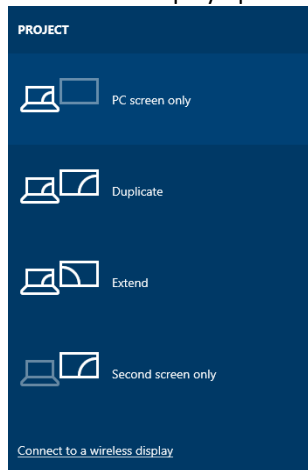 PROJECT
PC screen only
Duplicate
Extend
Second screen only
Connect to a wireless display